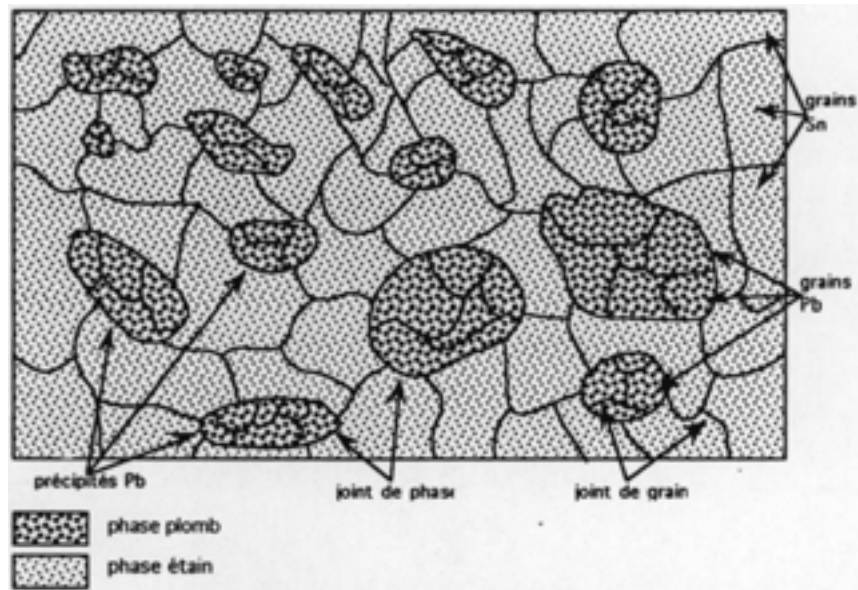 grains
Sn
grains
Pb
précipités Pb
joint de phase
joint de grain
phase plomb
phase étain